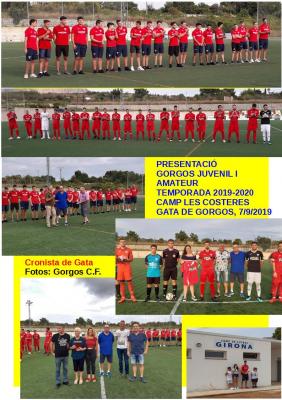 PRESENTACIÓ
GORGOS JUVENIL I
AMATEUR
TEMPORADA 2019-2020
CAMP LES COSTERES
GATA DE GORGOS, 7/9/2019
Cronista de Gata
Fotos: Gorgos C.F.
GIRONA